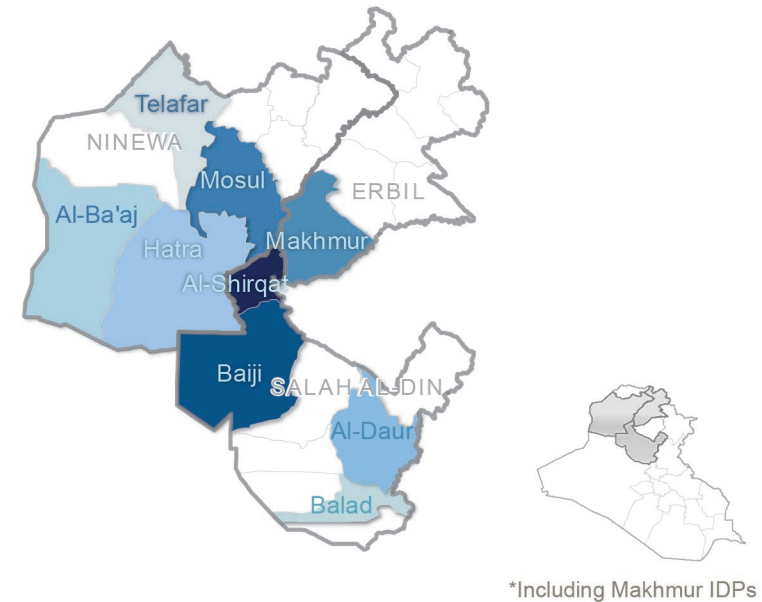 Telafar
NINEWA
Mosul
ERBIL
Al-Ba'aj
Hatra
Makhmur
Al-Shirqat
Baiji
SALAH AL-DIN
Al-Daur
Balad
*Including Makhmur IDPs